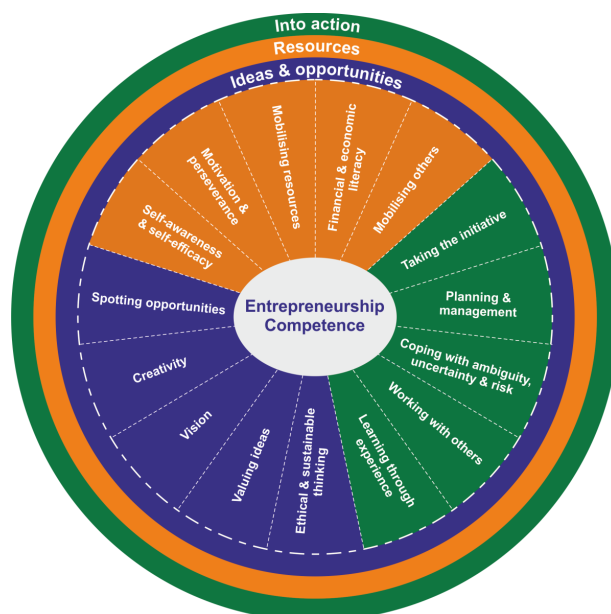 Into action
Resources
Ideas & opportunities
Self-awareness
& self-efficacy
Motivation &
perseverance
Mobilising resources
Financial & economic
literacy
Mobilising others
Taking the initiative
Planning &
management
Coping with ambiguity,
uncertainty & risk
Working with others
Learning through
experience
Ethical & sustainable
thinking
Valuing ideas
Vision
Creativity
Spotting opportunities
Entrepreneurship
Competence